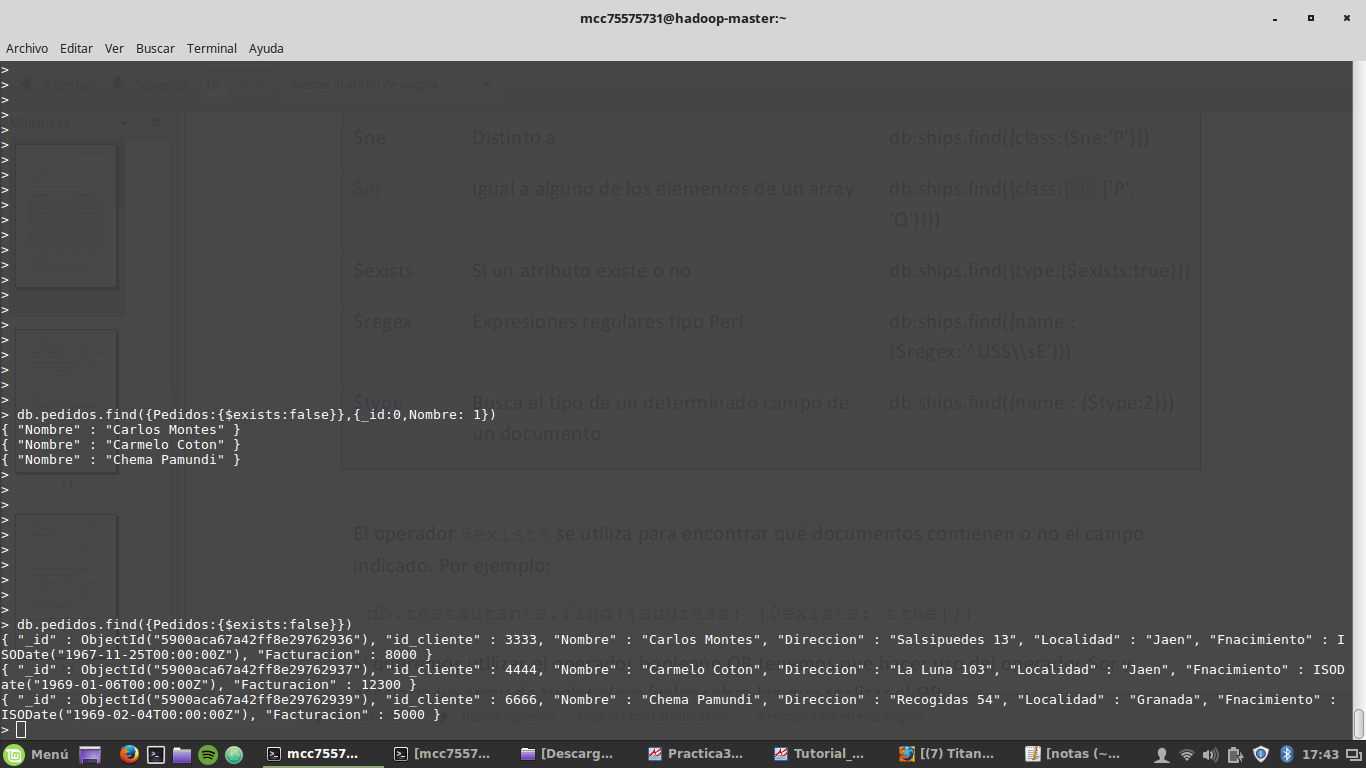 mcc75575731@hadoop-master:~
Archivo Editar Ver Buscar Terminal Ayuda
>
>
> Anterior Siguiente 10 Ajustar a ancho de página
>
>
Miniaturas
>
$ne Distinto a db.ships.find({class:{$ne:'P'}})
>
>
>
$in Igual a alguno de los elementos de un array db.ships.find({class:{$in:['P',
>
>
'Q']}})
>
>
>
$exists Si un atributo existe o no db.ships.find({type:{$exists:true}})
>
>
>
$regex Expresiones regulares tipo Perl db.ships.find({name :
>
>
{$regex:'^USS\\sE'}})
>
>
>
$type Busca el tipo de un determinado campo de db.ships.find({name : {$type:2}})
> db.pedidos.find({Pedidos:{$exists:false}},{_id:0,Nombre: 1})
{ "Nombre" : "Carlos Montes" }
un documento
{ "Nombre" : "Carmelo Coton" }
{ "Nombre" : "Chema Pamundi" }
>
11
>
>
>
El operador $exists se utiliza para encontrar qué documentos contienen o no el campo
>
>
indicado. Por ejemplo:
>
>
>
db.restaurants.find({address: {$exists: true}})
> db.pedidos.find({Pedidos:{$exists:false}})
{ "_id" : ObjectId("5900aca67a42ff8e29762936"), "id_cliente" : 3333, "Nombre" : "Carlos Montes", "Direccion" : "Salsipuedes 13", "Localidad" : "Jaen", "Fnacimiento" : I
SODate("1967-11-25T00:00:00Z"), "Facturacion" : 8000 }
{ "_id" : ObjectId("5900aca67a42ff8e29762937"), "id_cliente" : 4444, "Nombre" : "Carmelo Coton", "Direccion" : "La Luna 103", "Localidad" : "Jaen", "Fnacimiento" : ISOD
ate("1969-01-06T00:00:00Z"), "Facturacion" : 12300 }
{ "_id" : ObjectId("5900aca67a42ff8e29762939"), "id_cliente" : 6666, "Nombre" : "Chema Pamundi", "Direccion" : "Recogidas 54", "Localidad" : "Granada", "Fnacimiento" :
ISODate("1969-02-04T00:00:00Z"), "Facturacion" : 5000 }
Buscar siguiente Coincidir con capitalización 2 encontrados en esta página
>
Menú mcc7557... [mcc7557... [Descarg... Practica3... Tutorial_... [(7) Titan... [notas (~... 17:43